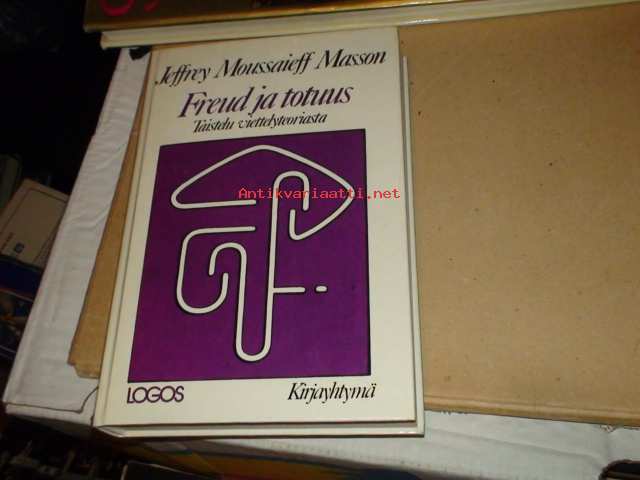 Jeffrey Moussaieff Masson
Freud ja totuus
Taistelu viettelyteoriasta
Antikvariaatti.net
LOGOS
Kirjayhtymä